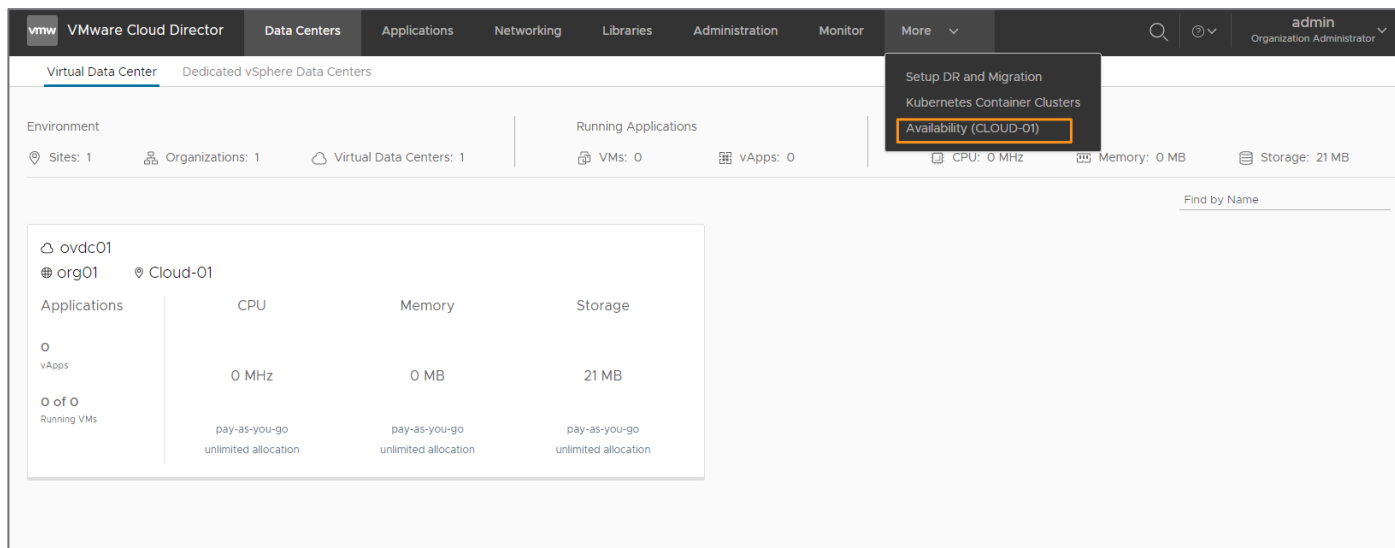 vmw VMware Cloud Director Data Centers Applications Networking Libraries Administration Monitor More admin
Organization Administrator
Virtual Data Center Dedicated vSphere Data Centers
Setup DR and Migration
Kubernetes Container Clusters
Availability (CLOUD-01)
Environment Running Applications
Sites: 1 Organizations: 1 Virtual Data Centers: 1 VMs: 0 vApps: 0 CPU: 0 MHz Memory: 0 MB Storage: 21 MB
Find by Name
ovdc01
org01 Cloud-01
Applications CPU Memory Storage
0
vApps
0 MHz 0 MB 21 MB
0 of 0
Running VMs
pay-as-you-go pay-as-you-go pay-as-you-go
unlimited allocation unlimited allocation unlimited allocation